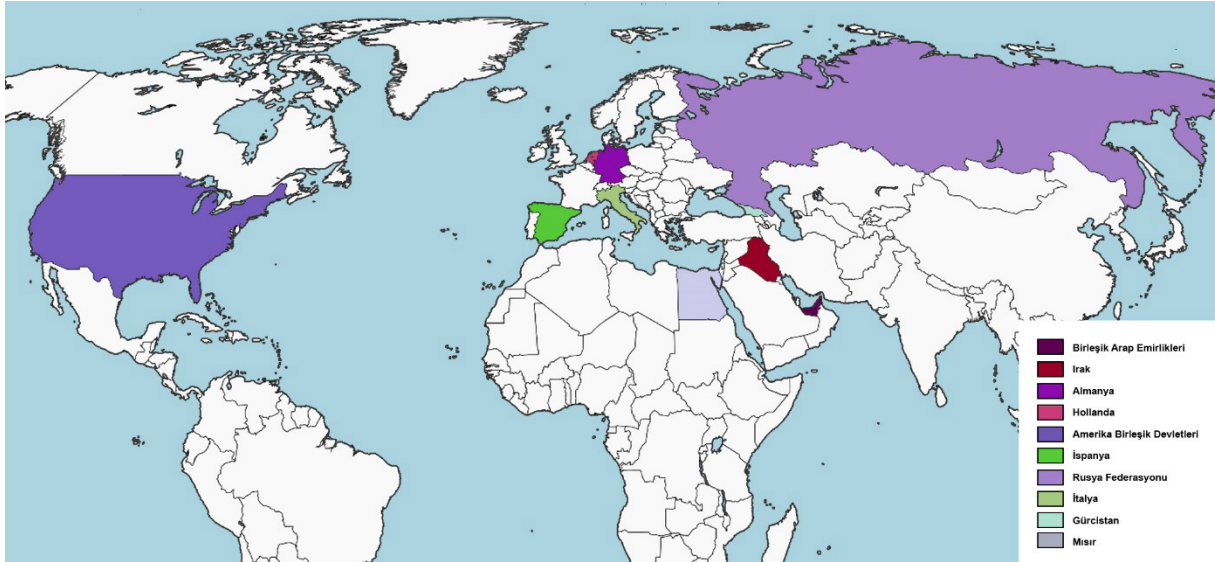 Birleşik Arap Emirlikleri
Irak
Almanya
Hollanda
Amerika Birleşik Devletleri
İspanya
Rusya Federasyonu
İtalya
Gürcistan
Mısır